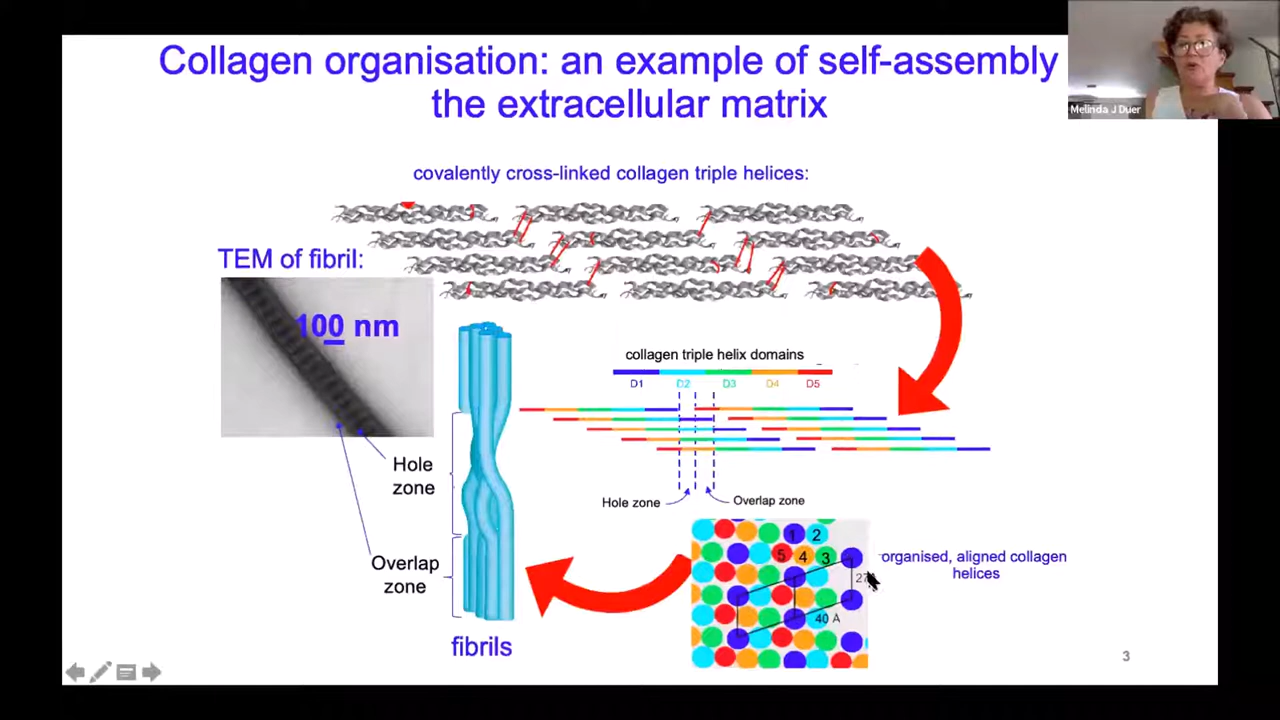 Collagen organisation: an example of self-assembly
the extracellular matrix
Melinda J Duer
covalently cross-linked collagen triple helices:
TEM of fibril:
100 nm
collagen triple helix domains
D1 D2 D3 D4 D5
Hole
zone
Hole zone
Overlap zone
Overlap
zone
1 2
5 4 3
27
40 A
organised, aligned collagen
helices
fibrils
3